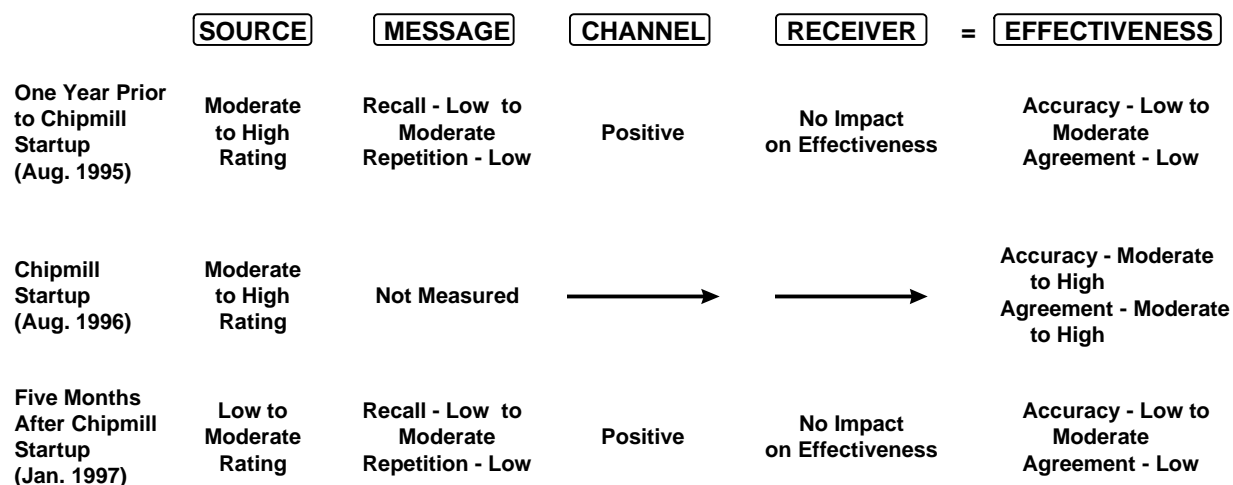 SOURCE MESSAGE CHANNEL RECEIVER = EFFECTIVENESS
One Year Prior
to Chipmill
Startup
(Aug. 1995)
Moderate
to High
Rating
Recall - Low to
Moderate
Repetition - Low
Positive
No Impact
on Effectiveness
Accuracy - Low to
Moderate
Agreement - Low
Chipmill
Startup
(Aug. 1996)
Moderate
to High
Rating
Not Measured
Accuracy - Moderate
to High
Agreement - Moderate
to High
Five Months
After Chipmill
Startup
(Jan. 1997)
Low to
Moderate
Rating
Recall - Low to
Moderate
Repetition - Low
Positive
No Impact
on Effectiveness
Accuracy - Low to
Moderate
Agreement - Low